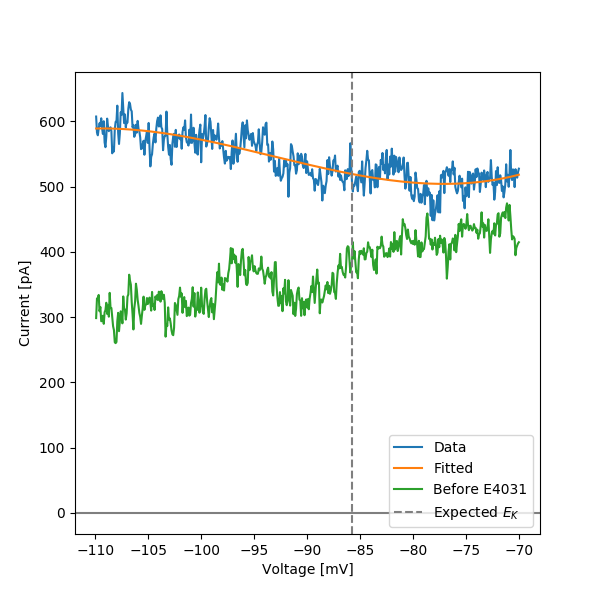 600
500
400
300
200
100
0
Current [pA]
Data
Fitted
Before E4031
Expected E_K
−110 −105 −100 −95 −90 −85 −80 −75 −70
Voltage [mV]